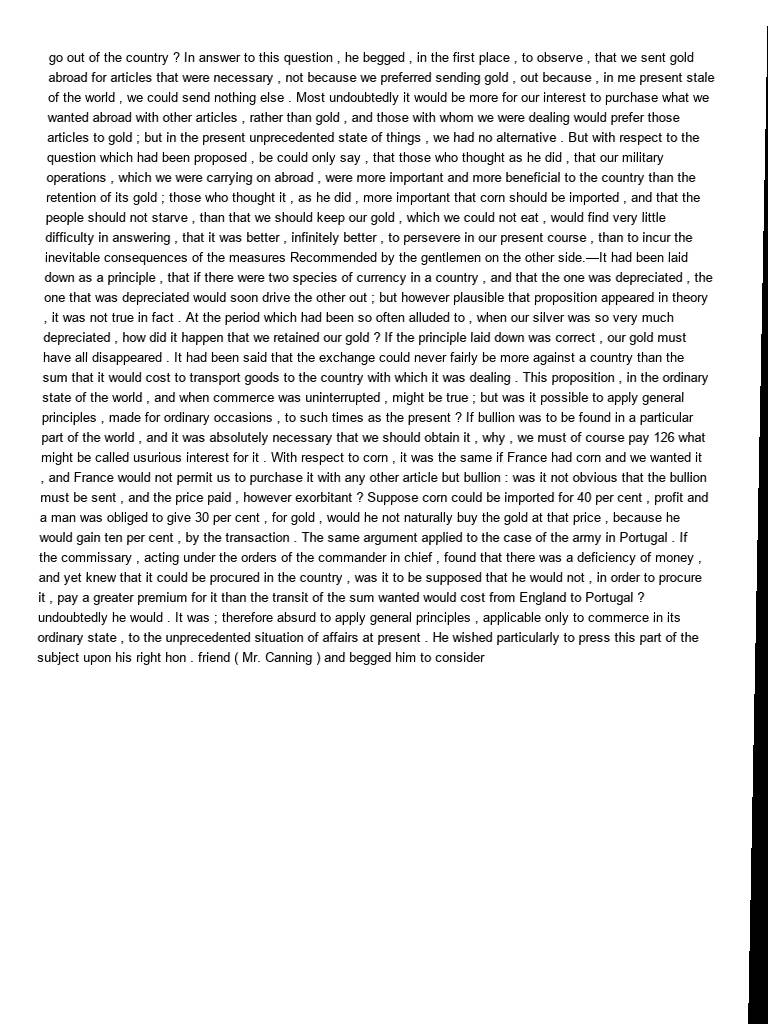 go out of the country ? In answer to this question , he begged , in the first place , to observe , that we sent gold
abroad for articles that were necessary , not because we preferred sending gold , out because , in me present stale
of the world , we could send nothing else . Most undoubtedly it would be more for our interest to purchase what we
wanted abroad with other articles , rather than gold , and those with whom we were dealing would prefer those
articles to gold ; but in the present unprecedented state of things , we had no alternative . But with respect to the
question which had been proposed , be could only say , that those who thought as he did , that our military
operations , which we were carrying on abroad , were more important and more beneficial to the country than the
retention of its gold ; those who thought it , as he did , more important that corn should be imported , and that the
people should not starve , than that we should keep our gold , which we could not eat , would find very little
difficulty in answering , that it was better , infinitely better , to persevere in our present course , than to incur the
inevitable consequences of the measures Recommended by the gentlemen on the other side.—It had been laid
down as a principle , that if there were two species of currency in a country , and that the one was depreciated , the
one that was depreciated would soon drive the other out ; but however plausible that proposition appeared in theory
, it was not true in fact . At the period which had been so often alluded to , when our silver was so very much
depreciated , how did it happen that we retained our gold ? If the principle laid down was correct , our gold must
have all disappeared . It had been said that the exchange could never fairly be more against a country than the
sum that it would cost to transport goods to the country with which it was dealing . This proposition , in the ordinary
state of the world , and when commerce was uninterrupted , might be true ; but was it possible to apply general
principles , made for ordinary occasions , to such times as the present ? If bullion was to be found in a particular
part of the world , and it was absolutely necessary that we should obtain it , why , we must of course pay 126 what
might be called usurious interest for it . With respect to corn , it was the same if France had corn and we wanted it
, and France would not permit us to purchase it with any other article but bullion : was it not obvious that the bullion
must be sent , and the price paid , however exorbitant ? Suppose corn could be imported for 40 per cent , profit and
a man was obliged to give 30 per cent , for gold , would he not naturally buy the gold at that price , because he
would gain ten per cent , by the transaction . The same argument applied to the case of the army in Portugal . If
the commissary , acting under the orders of the commander in chief , found that there was a deficiency of money ,
and yet knew that it could be procured in the country , was it to be supposed that he would not , in order to procure
it , pay a greater premium for it than the transit of the sum wanted would cost from England to Portugal ?
undoubtedly he would . It was ; therefore absurd to apply general principles , applicable only to commerce in its
ordinary state , to the unprecedented situation of affairs at present . He wished particularly to press this part of the
subject upon his right hon . friend ( Mr. Canning ) and begged him to consider